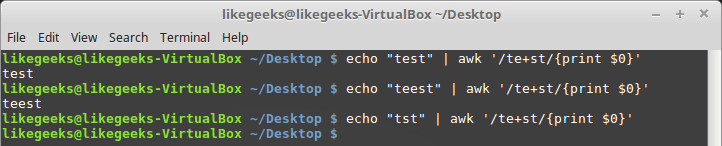 likegeeks@likegeeks-VirtualBox ~/Desktop
File Edit View Search Terminal Help
likegeeks@likegeeks-VirtualBox ~/Desktop $ echo "test" | awk '/te+st/{print $0}'
test
likegeeks@likegeeks-VirtualBox ~/Desktop $ echo "teest" | awk '/te+st/{print $0}'
teest
likegeeks@likegeeks-VirtualBox ~/Desktop $ echo "tst" | awk '/te+st/{print $0}'
likegeeks@likegeeks-VirtualBox ~/Desktop $